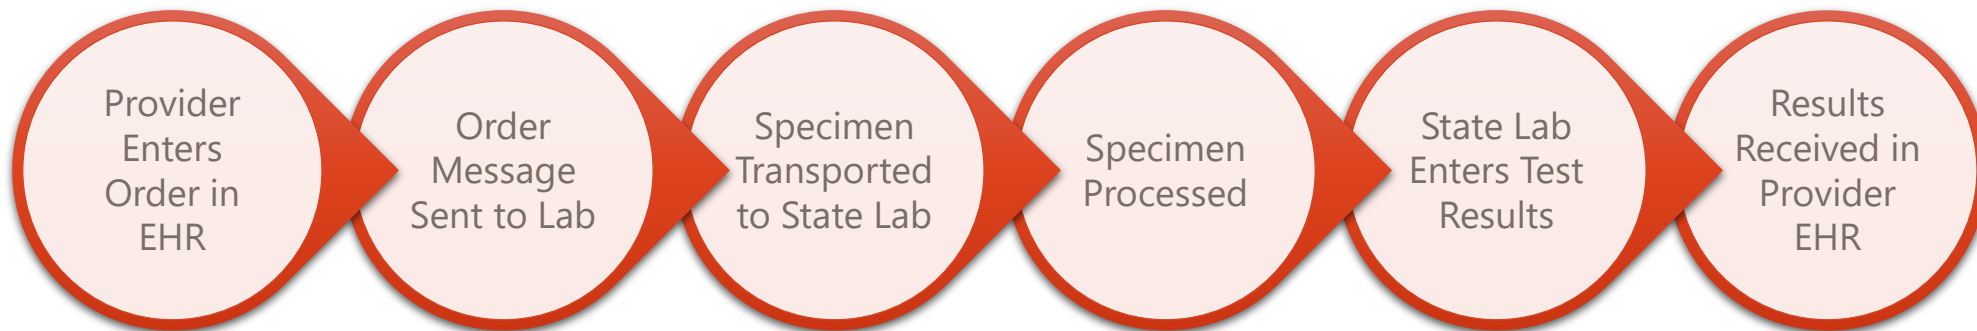 Provider
Enters
Order in
EHR
Order
Message
Sent to Lab
Specimen
Transported
to State Lab
Specimen
Processed
State Lab
Enters Test
Results
Results
Received in
Provider
EHR